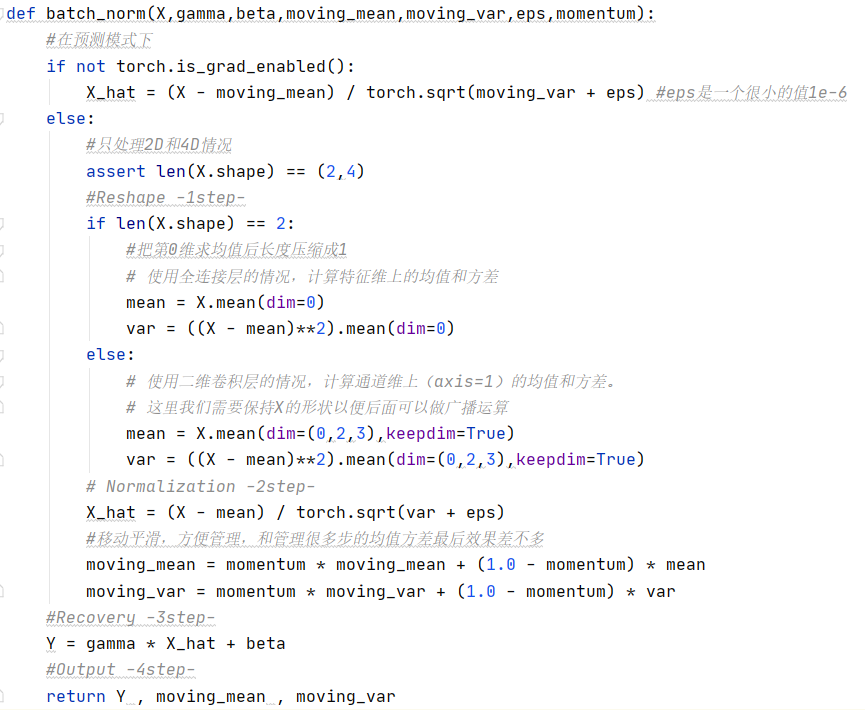 def batch_norm(X,gamma,beta,moving_mean,moving_var,eps,momentum):
    #在预测模式下
    if not torch.is_grad_enabled():
        X_hat = (X - moving_mean) / torch.sqrt(moving_var + eps) #eps是一个很小的值1e-6
    else:
        #只处理2D和4D情况
        assert len(X.shape) == (2,4)
        #Reshape -1step-
        if len(X.shape) == 2:
            #把第0维求均值后长度压缩成1
            # 使用全连接层的情况，计算特征维上的均值和方差
            mean = X.mean(dim=0)
            var = ((X - mean)**2).mean(dim=0)
        else:
            # 使用二维卷积层的情况，计算通道维上（axis=1）的均值和方差。
            # 这里我们需要保持X的形状以便后面可以做广播运算
            mean = X.mean(dim=(0,2,3),keepdim=True)
            var = ((X - mean)**2).mean(dim=(0,2,3),keepdim=True)
        # Normalization -2step-
        X_hat = (X - mean) / torch.sqrt(var + eps)
        #移动平滑，方便管理，和管理很多步的均值方差最后效果差不多
        moving_mean = momentum * moving_mean + (1.0 - momentum) * mean
        moving_var = momentum * moving_var + (1.0 - momentum) * var
    #Recovery -3step-
    Y = gamma * X_hat + beta
    #Output -4step-
    return Y , moving_mean , moving_var